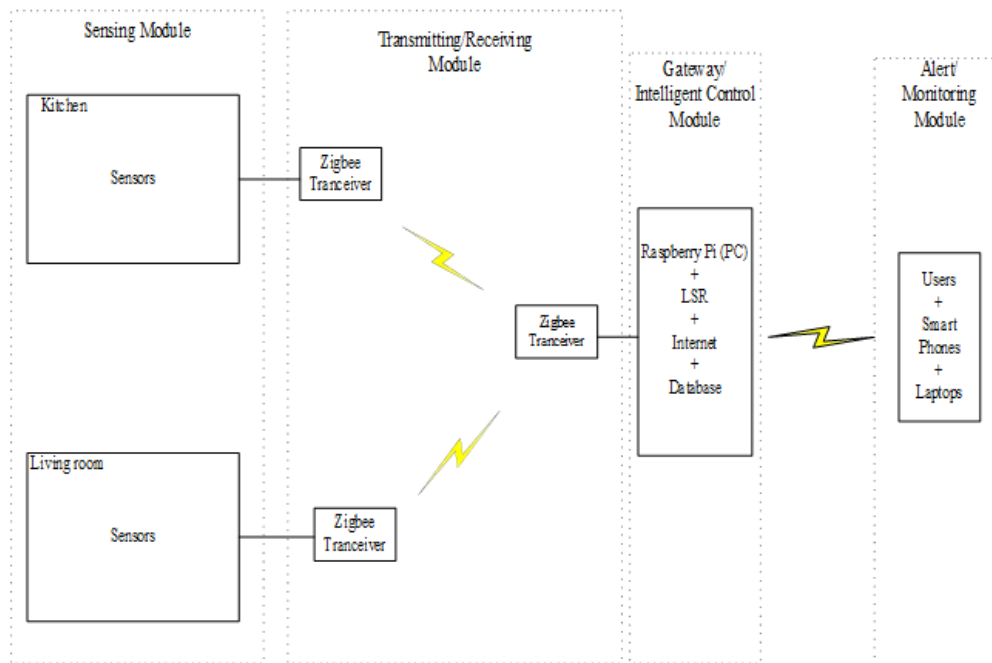 Sensing Module
Transmitting/Receiving
Module
Gateway/
Intelligent Control
Module
Alert/
Monitoring
Module
Kitchen
Sensors
Zigbee
Tranceiver
Zigbee
Tranceiver
Raspberry Pi (PC)
+
LSR
+
Internet
+
Database
Users
+
Smart
Phones
+
Laptops
Living room
Sensors
Zigbee
Tranceiver